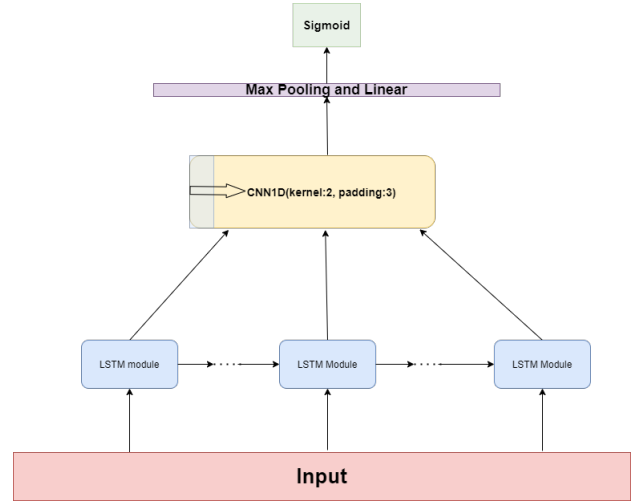 Sigmoid
Max Pooling and Linear
CNN1D(kernel:2, padding:3)
LSTM module
LSTM Module
LSTM Module
Input